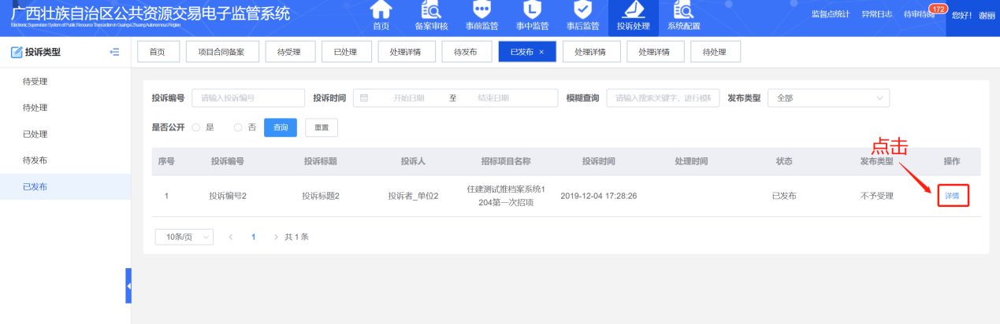 广西壮族自治区公共资源交易电子监管系统
Electronic Supervision System of Public Resource Transaction in Guangxi Zhuang Autonomous Region
首页 备案审核 事前监管 事中监管 事后监管 投诉处理 系统配置
监督点统计 异常日志 待审待阅 172 您好! 谢丽
投诉类型
首页 项目合同备案 待受理 已处理 处理详情 待发布 已发布 × 处理详情 处理详情 待处理
待受理
待处理
已处理
待发布
已发布
投诉编号 请输入投诉编号 投诉时间 开始日期 至 结束日期 模糊查询 请输入搜索关键字，进行模糊 发布类型 全部
是否公开 是 否 查询 重置
点击
序号 投诉编号 投诉标题 投诉人 招标项目名称 投诉时间 处理时间 状态 发布类型 操作
1 投诉编号2 投诉标题2 投诉者_单位2 住建测试推档案系统1 2019-12-04 17:28:26 已发布 不予受理 详情
204第一次招项
10条/页 1 共 1 条